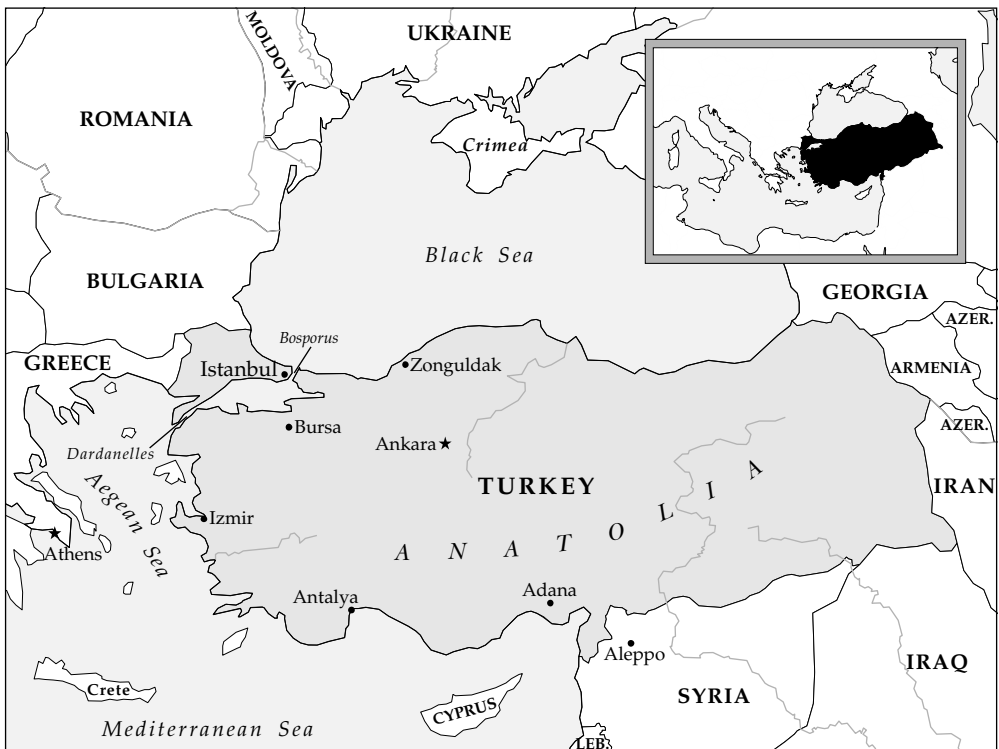 UKRAINE
MOLDOVA
ROMANIA
Crimea
Black Sea
BULGARIA
GEORGIA
AZER.
Bosporus
GREECE
Istanbul
Zonguldak
ARMENIA
Bursa
AZER.
Ankara
Dardanelles
TURKEY
IRAN
Aegean Sea
Izmir
ANATOLIA
Athens
Antalya
Adana
Aleppo
IRAQ
Crete
SYRIA
CYPRUS
Mediterranean Sea
LEB.